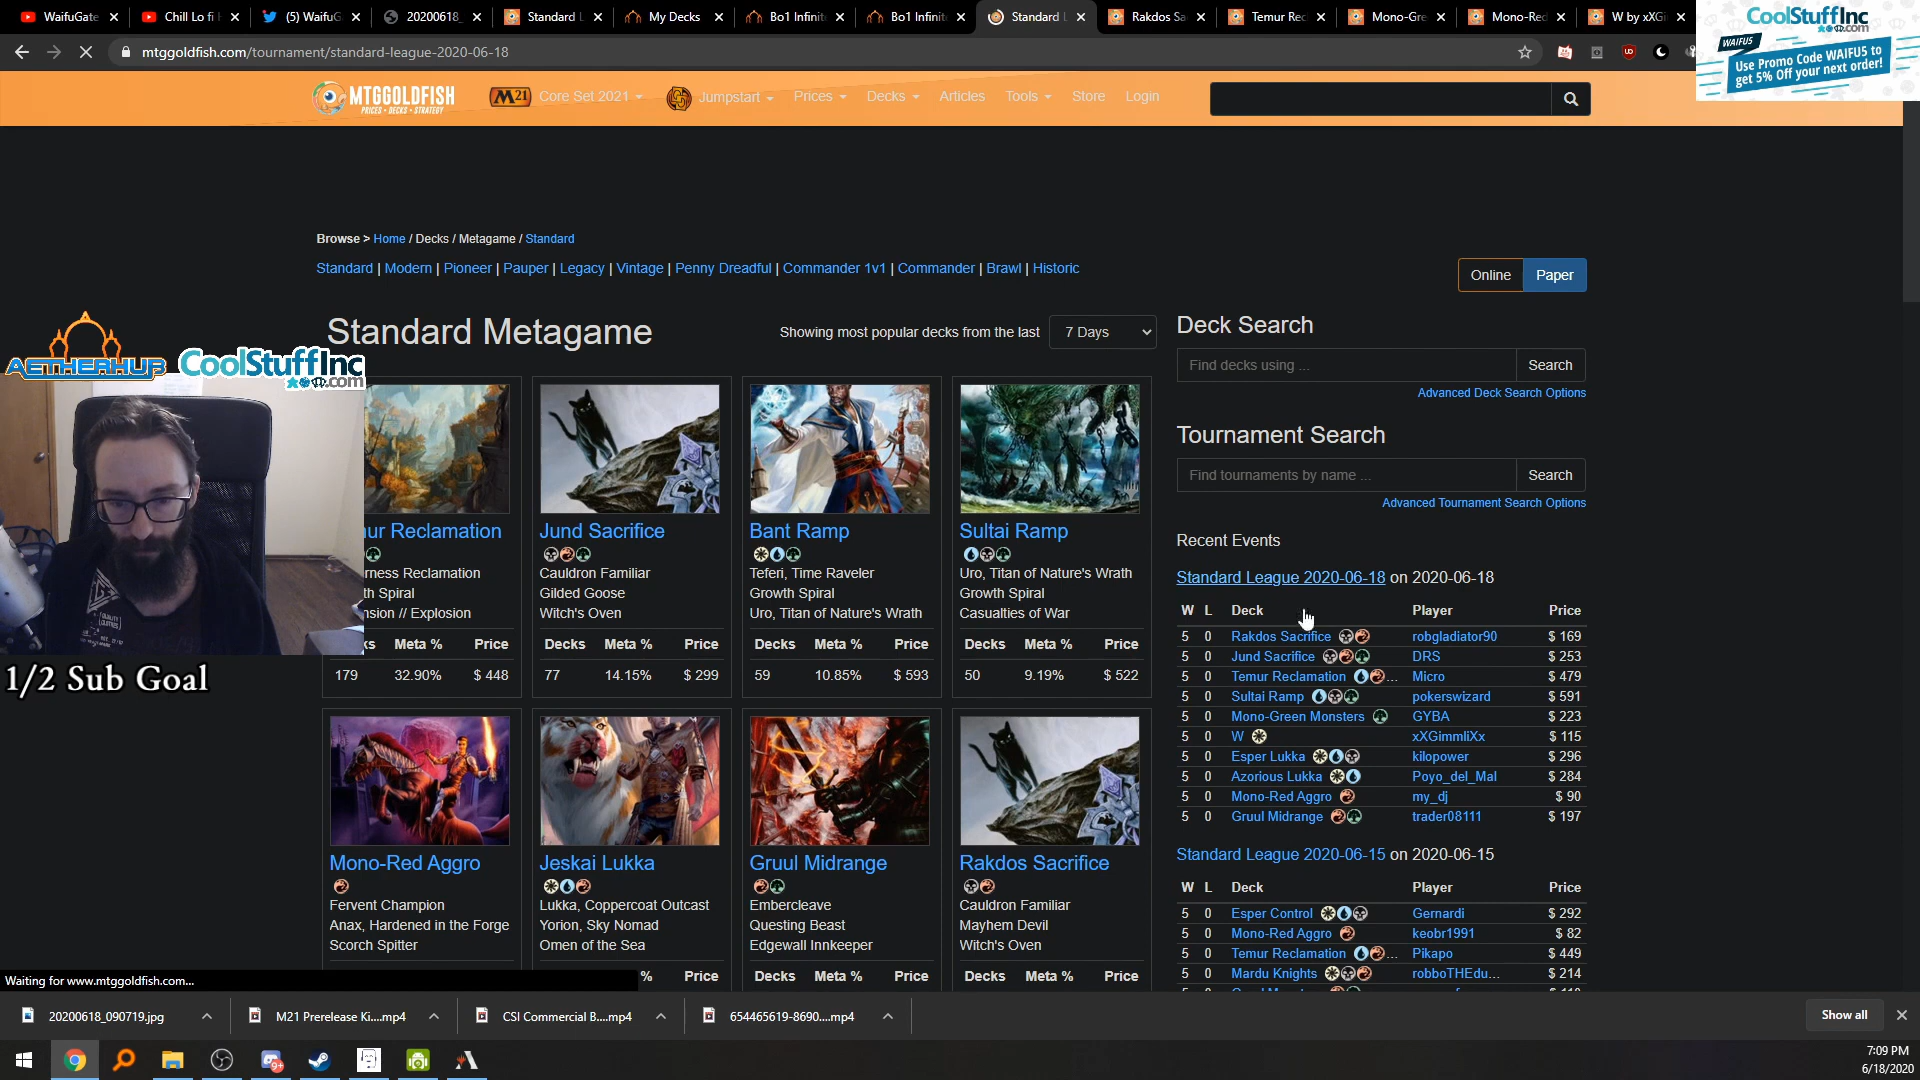 WaifuGate
Chill Lo fi
(5) WaifuG
20200618_
Standard L
My Decks
Bo1 Infinit
Bo1 Infinit
Standard L
Rakdos Sa
Temur Rec
Mono-Gre
Mono-Red
W by xXGi
mtggoldfish.com/tournament/standard-league-2020-06-18
CoolStuffInc
.com
WAIFU5
Use Promo Code WAIFU5 to
get 5% Off your next order!
MTGGOLDFISH
PRICES • DECKS • STRATEGY
M21 Core Set 2021
Jumpstart
Prices
Decks
Articles
Tools
Store
Login
Browse > Home / Decks / Metagame / Standard
Standard | Modern | Pioneer | Pauper | Legacy | Vintage | Penny Dreadful | Commander 1v1 | Commander | Brawl | Historic
Online Paper
Standard Metagame
Showing most popular decks from the last 7 Days
AETHERHUB
CoolStuffInc
.com
1/2 Sub Goal
ur Reclamation
rness Reclamation
th Spiral
nsion // Explosion
ks Meta % Price
179 32.90% $ 448
Jund Sacrifice
Cauldron Familiar
Gilded Goose
Witch's Oven
Decks Meta % Price
77 14.15% $ 299
Bant Ramp
Teferi, Time Raveler
Growth Spiral
Uro, Titan of Nature's Wrath
Decks Meta % Price
59 10.85% $ 593
Sultai Ramp
Uro, Titan of Nature's Wrath
Growth Spiral
Casualties of War
Decks Meta % Price
50 9.19% $ 522
Mono-Red Aggro
Fervent Champion
Anax, Hardened in the Forge
Scorch Spitter
Jeskai Lukka
Lukka, Coppercoat Outcast
Yorion, Sky Nomad
Omen of the Sea
% Price
Gruul Midrange
Embercleave
Questing Beast
Edgewall Innkeeper
Decks Meta % Price
Rakdos Sacrifice
Cauldron Familiar
Mayhem Devil
Witch's Oven
Decks Meta % Price
Deck Search
Find decks using ... Search
Advanced Deck Search Options
Tournament Search
Find tournaments by name ... Search
Advanced Tournament Search Options
Recent Events
Standard League 2020-06-18 on 2020-06-18
W L Deck Player Price
5 0 Rakdos Sacrifice robgladiator90 $ 169
5 0 Jund Sacrifice DRS $ 253
5 0 Temur Reclamation ... Micro $ 479
5 0 Sultai Ramp pokerswizard $ 591
5 0 Mono-Green Monsters GYBA $ 223
5 0 W xXGimmliXx $ 115
5 0 Esper Lukka kilopower $ 296
5 0 Azorious Lukka Poyo_del_Mal $ 284
5 0 Mono-Red Aggro my_dj $ 90
5 0 Gruul Midrange trader08111 $ 197
Standard League 2020-06-15 on 2020-06-15
W L Deck Player Price
5 0 Esper Control Gernardi $ 292
5 0 Mono-Red Aggro keobr1991 $ 82
5 0 Temur Reclamation ... Pikapo $ 449
5 0 Mardu Knights robboTHEdu... $ 214
Waiting for www.mtggoldfish.com...
20200618_090719.jpg
M21 Prerelease Ki....mp4
CSI Commercial B....mp4
654465619-8690....mp4
Show all
9+
7:09 PM
6/18/2020